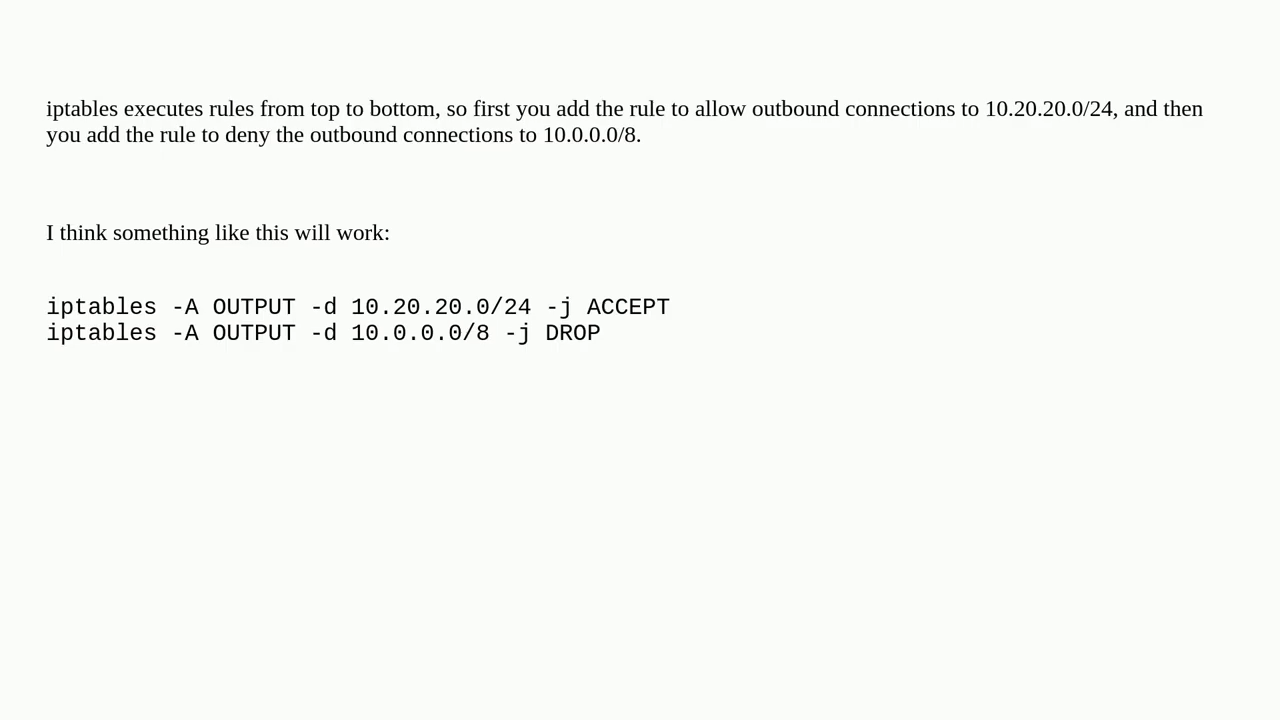 iptables executes rules from top to bottom, so first you add the rule to allow outbound connections to 10.20.20.0/24, and then
you add the rule to deny the outbound connections to 10.0.0.0/8.
I think something like this will work:
iptables -A OUTPUT -d 10.20.20.0/24 -j ACCEPT
iptables -A OUTPUT -d 10.0.0.0/8 -j DROP